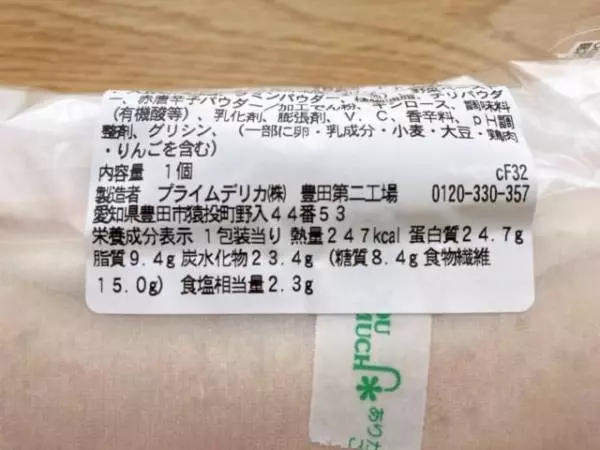 ー、赤唐辛子パウダー／加工でん粉、キシロース、調味料
（有機酸等）、乳化剤、膨張剤、Ｖ．Ｃ、香辛料、ｐＨ調
整剤、グリシン、（一部に卵・乳成分・小麦・大豆・鶏肉
・りんごを含む）
内容量　１個 cF32
製造者　プライムデリカ㈱　豊田第二工場　0120-330-357
愛知県豊田市猿投町野入４４番５３
栄養成分表示　１包装当り　熱量２４７kcal　蛋白質２４．７g
脂質９．４g 炭水化物２３．４g （糖質８．４g 食物繊維
１５．０g）　食塩相当量２．３g
OU
MUCH
ありた